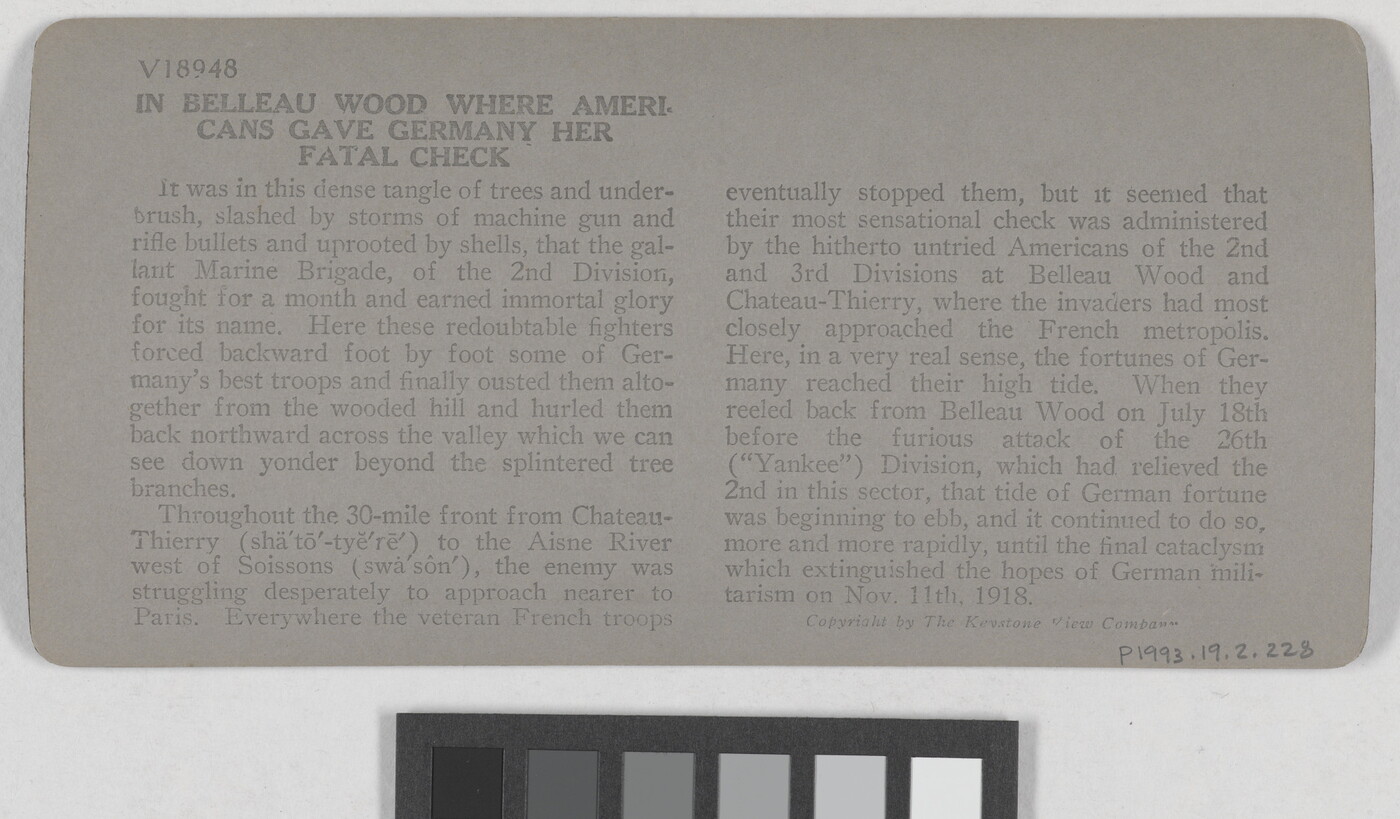 V18948
IN BELLEAU WOOD WHERE AMERI-
CANS GAVE GERMANY HER
FATAL CHECK
It was in this dense tangle of trees and under-
brush, slashed by storms of machine gun and
rifle bullets and uprooted by shells, that the gal-
lant Marine Brigade, of the 2nd Division,
fought for a month and earned immortal glory
for its name. Here these redoubtable fighters
forced backward foot by foot some of Ger-
many's best troops and finally ousted them alto-
gether from the wooded hill and hurled them
back northward across the valley which we can
see down yonder beyond the splintered tree
branches.
Throughout the 30-mile front from Chateau-
Thierry (shä′tō′-tyĕ′rē′) to the Aisne River
west of Soissons (swä′sôn′), the enemy was
struggling desperately to approach nearer to
Paris. Everywhere the veteran French troops
eventually stopped them, but it seemed that
their most sensational check was administered
by the hitherto untried Americans of the 2nd
and 3rd Divisions at Belleau Wood and
Chateau-Thierry, where the invaders had most
closely approached the French metropolis.
Here, in a very real sense, the fortunes of Ger-
many reached their high tide. When they
reeled back from Belleau Wood on July 18th
before the furious attack of the 26th
("Yankee") Division, which had relieved the
2nd in this sector, that tide of German fortune
was beginning to ebb, and it continued to do so,
more and more rapidly, until the final cataclysm
which extinguished the hopes of German mili-
tarism on Nov. 11th, 1918.
Copyright by The Keystone View Company
P1993.19.2.228